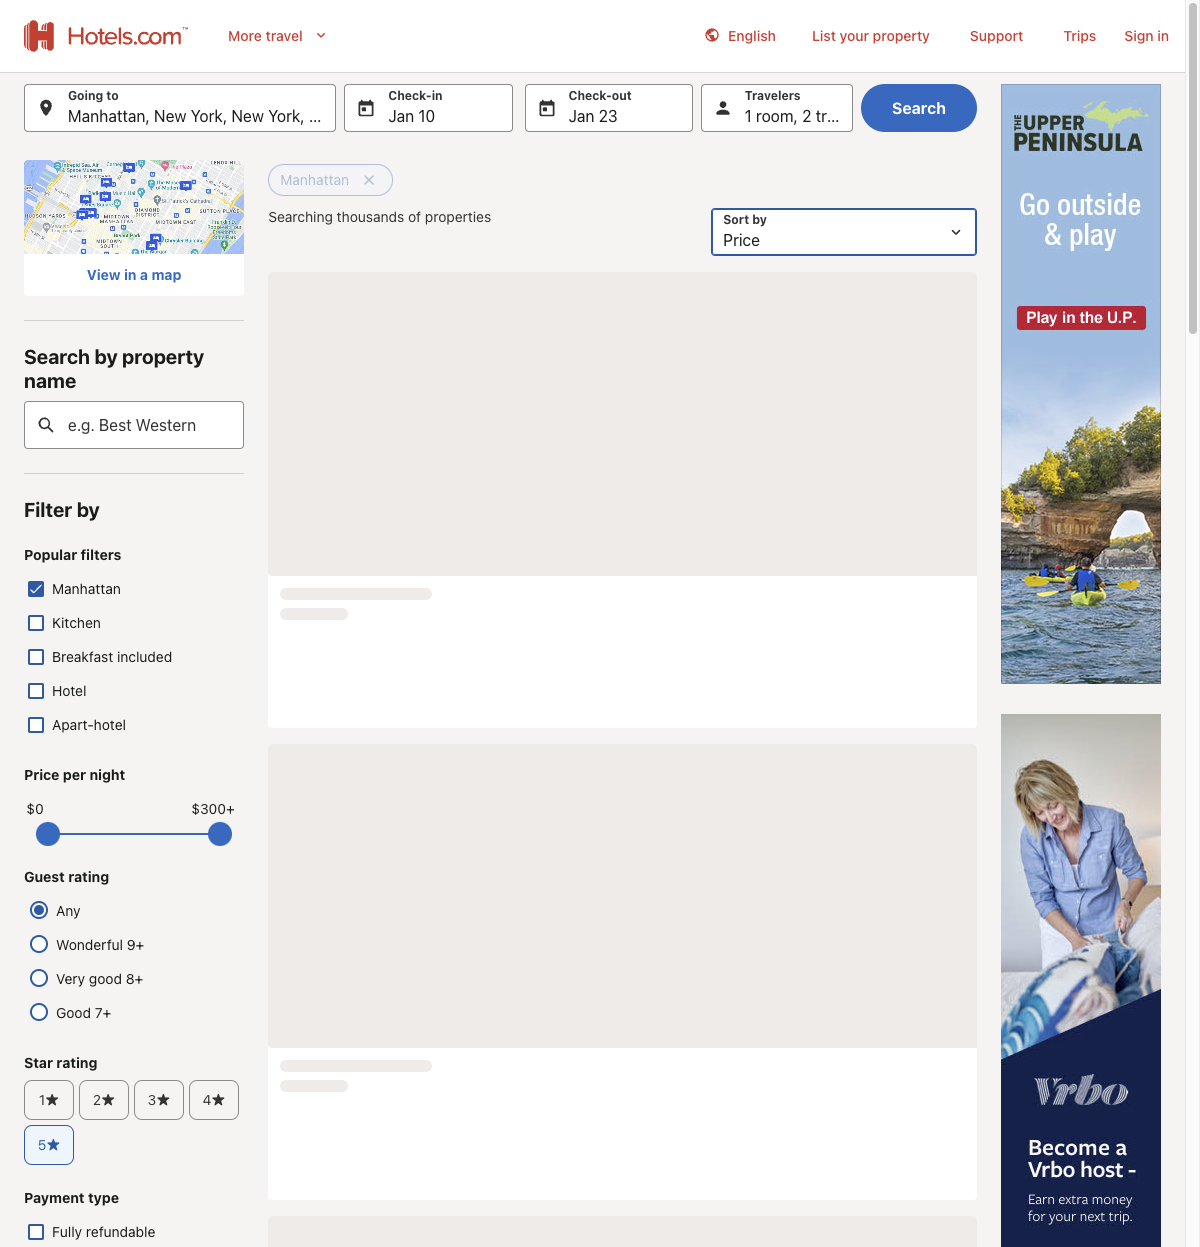 Hotels.com™
More travel
English
List your property
Support
Trips
Sign in
Going to
Manhattan, New York, New York, ...
Check-in
Jan 10
Check-out
Jan 23
Travelers
1 room, 2 tr...
Search
View in a map
Manhattan
Searching thousands of properties
Sort by
Price
Search by property
name
e.g. Best Western
Filter by
Popular filters
Manhattan
Kitchen
Breakfast included
Hotel
Apart-hotel
Price per night
$0
$300+
Guest rating
Any
Wonderful 9+
Very good 8+
Good 7+
Star rating
1★
2★
3★
4★
5★
Payment type
Fully refundable
THE UPPER
PENINSULA
Go outside
& play
Play in the U.P.
Vrbo
Become a
Vrbo host -
Earn extra money
for your next trip.